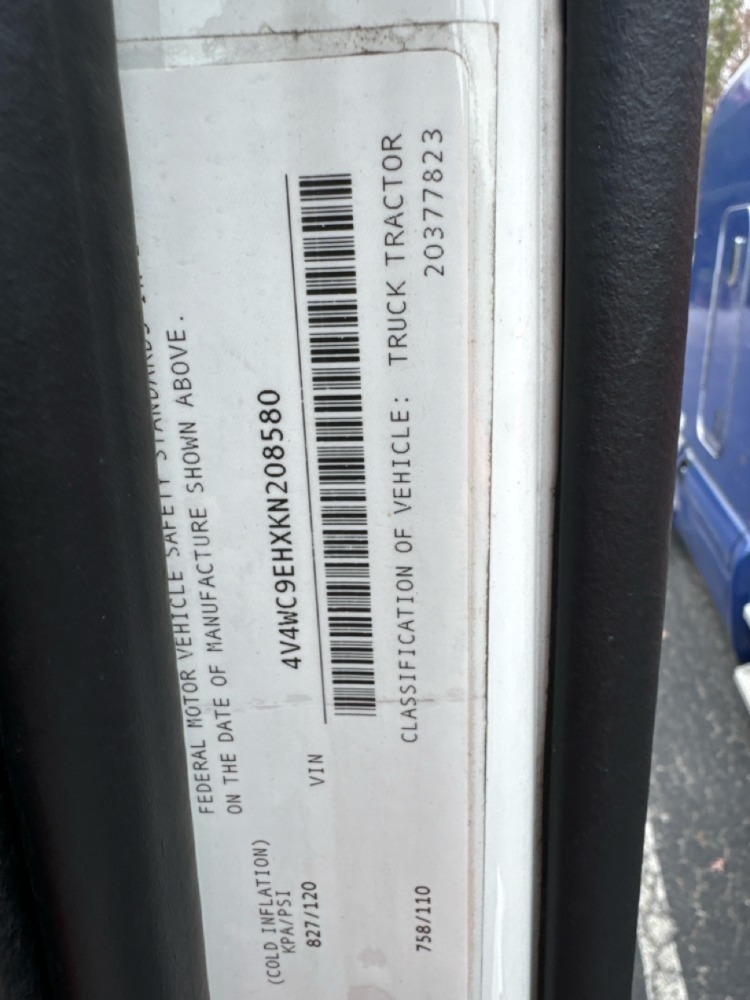 FEDERAL MOTOR VEHICLE SAFETY STANDARDS
ON THE DATE OF MANUFACTURE SHOWN ABOVE.
(COLD INFLATION)
KPA/PSI
827/120
VIN
4V4WC9EHXKN208580
758/110
CLASSIFICATION OF VEHICLE: TRUCK TRACTOR
20377823